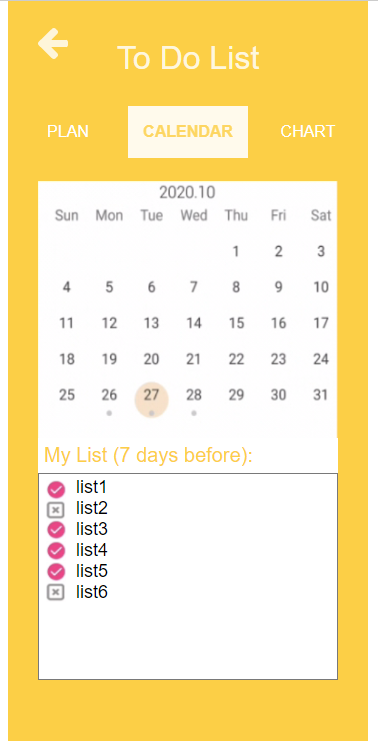 To Do List
PLAN CALENDAR CHART
2020.10
Sun Mon Tue Wed Thu Fri Sat
1 2 3
4 5 6 7 8 9 10
11 12 13 14 15 16 17
18 19 20 21 22 23 24
25 26 27 28 29 30 31
My List (7 days before):
list1
list2
list3
list4
list5
list6